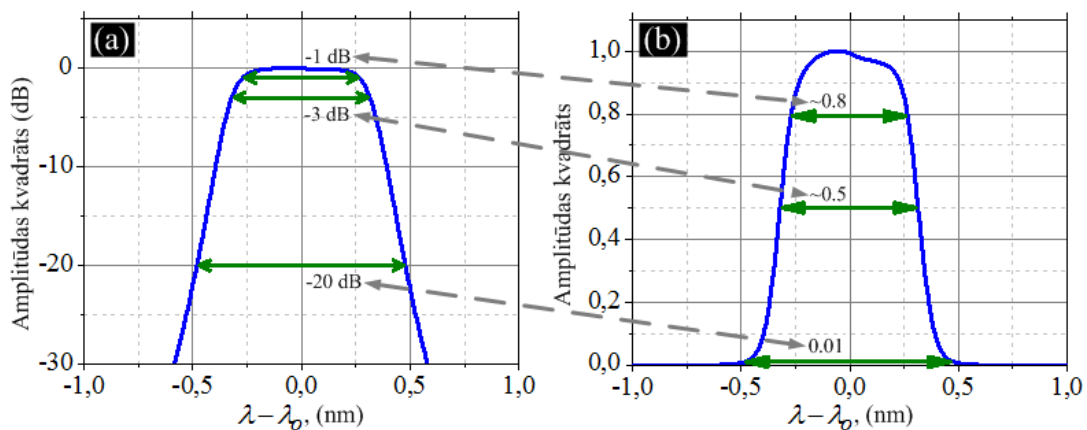 (a)
Amplitūdas kvadrāts (dB)
0
-10
-20
-30
-1 dB
-3 dB
-20 dB
-1,0
-0,5
0,0
0,5
1,0
λ − λo, (nm)
(b)
Amplitūdas kvadrāts
1,0
0,8
0,6
0,4
0,2
0,0
~0.8
~0.5
0.01
-1,0
-0,5
0,0
0,5
1,0
λ − λo, (nm)